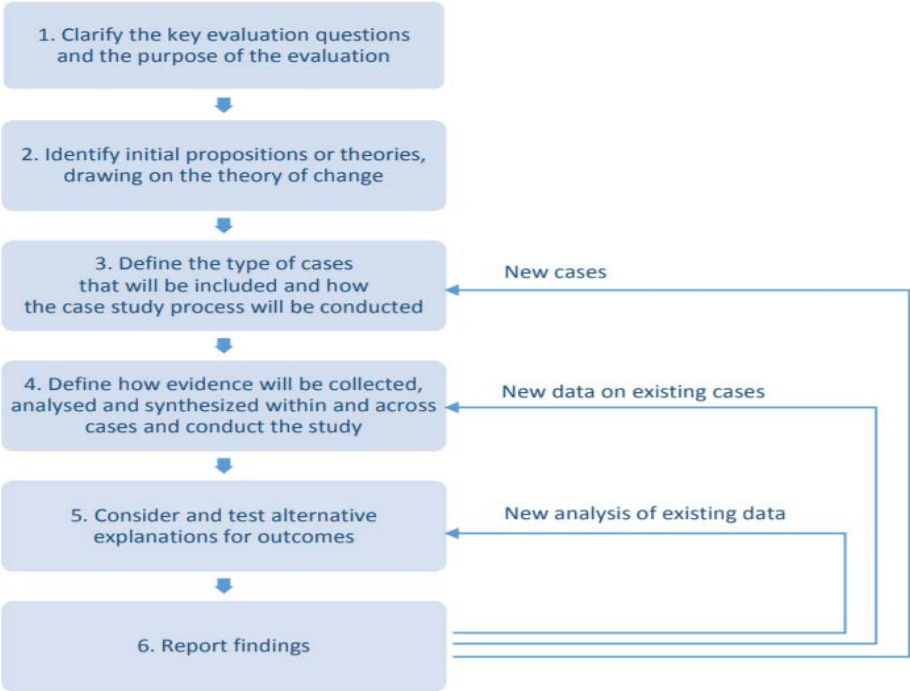 1. Clarify the key evaluation questions
and the purpose of the evaluation
2. Identify initial propositions or theories,
drawing on the theory of change
3. Define the type of cases
that will be included and how
the case study process will be conducted
New cases
4. Define how evidence will be collected,
analysed and synthesized within and across
cases and conduct the study
New data on existing cases
5. Consider and test alternative
explanations for outcomes
New analysis of existing data
6. Report findings